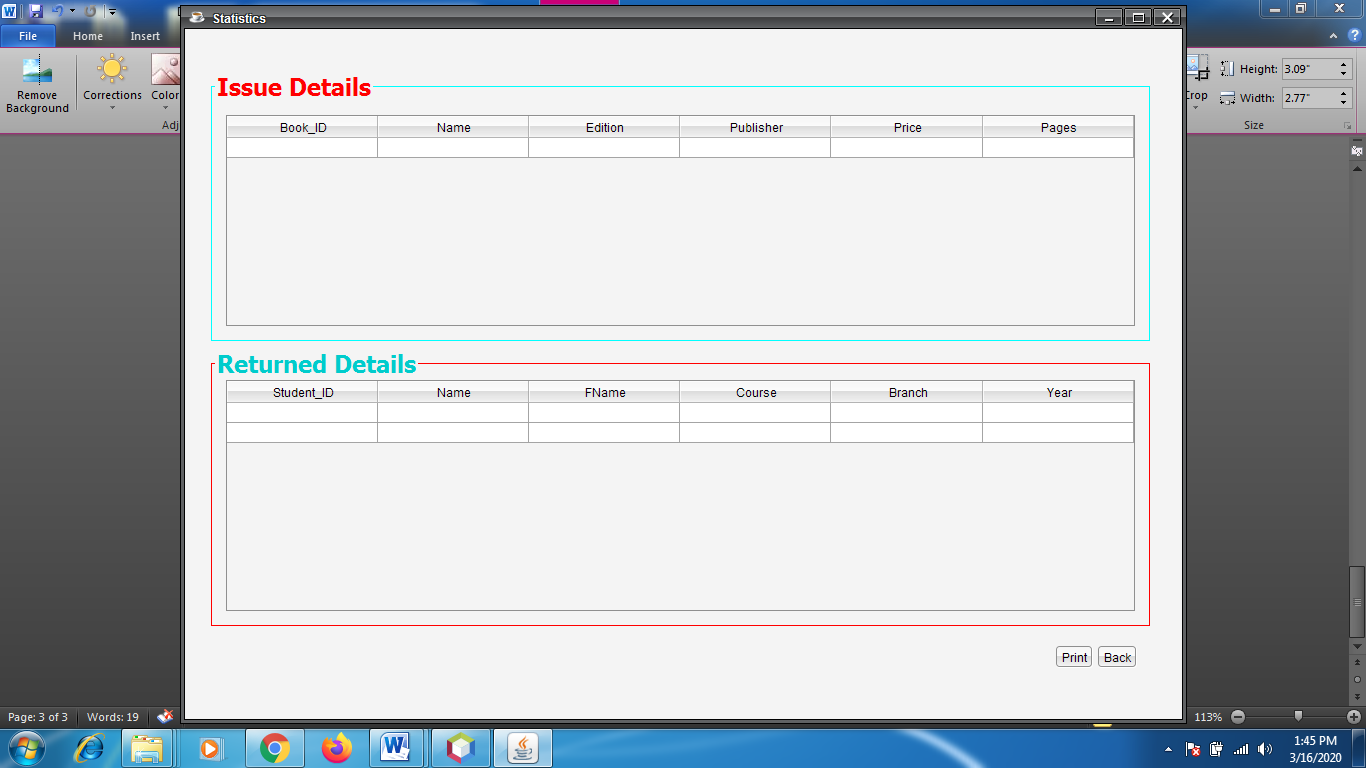 Statistics
File Home Insert
Remove Background
Corrections
Color
Adj
Height: 3.09"
Crop
Width: 2.77"
Size
Issue Details
Book_ID Name Edition Publisher Price Pages
Returned Details
Student_ID Name FName Course Branch Year
Print Back
Page: 3 of 3 Words: 19
113%
1:45 PM
3/16/2020